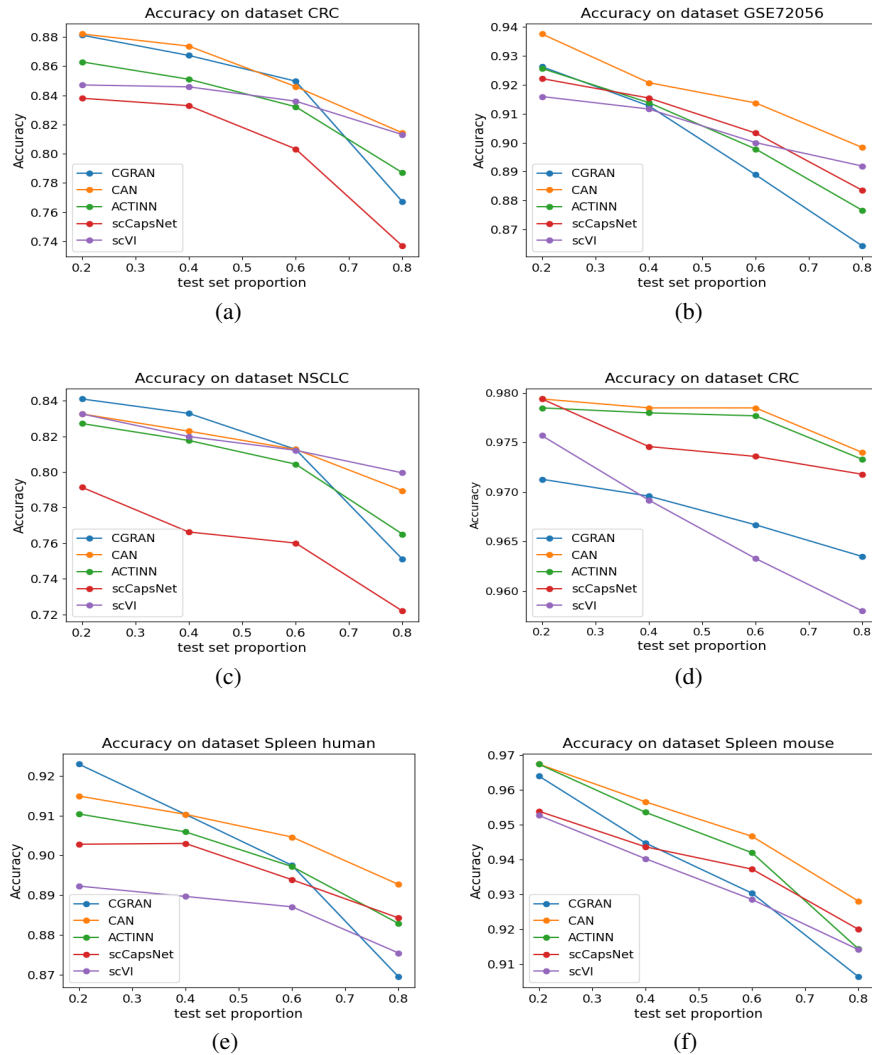 Accuracy on dataset CRC
0.88
0.86
0.84
0.82
0.80
0.78
0.76
0.74
Accuracy
CGRAN
CAN
ACTINN
scCapsNet
scVI
0.2 0.3 0.4 0.5 0.6 0.7 0.8
test set proportion
(a)
Accuracy on dataset GSE72056
0.94
0.93
0.92
0.91
0.90
0.89
0.88
0.87
Accuracy
CGRAN
CAN
ACTINN
scCapsNet
scVI
0.2 0.3 0.4 0.5 0.6 0.7 0.8
test set proportion
(b)
Accuracy on dataset NSCLC
0.84
0.82
0.80
0.78
0.76
0.74
0.72
Accuracy
CGRAN
CAN
ACTINN
scCapsNet
scVI
0.2 0.3 0.4 0.5 0.6 0.7 0.8
test set proportion
(c)
Accuracy on dataset CRC
0.980
0.975
0.970
0.965
0.960
Accuracy
CGRAN
CAN
ACTINN
scCapsNet
scVI
0.2 0.3 0.4 0.5 0.6 0.7 0.8
test set proportion
(d)
Accuracy on dataset Spleen human
0.92
0.91
0.90
0.89
0.88
0.87
Accuracy
CGRAN
CAN
ACTINN
scCapsNet
scVI
0.2 0.3 0.4 0.5 0.6 0.7 0.8
test set proportion
(e)
Accuracy on dataset Spleen mouse
0.97
0.96
0.95
0.94
0.93
0.92
0.91
Accuracy
CGRAN
CAN
ACTINN
scCapsNet
scVI
0.2 0.3 0.4 0.5 0.6 0.7 0.8
test set proportion
(f)